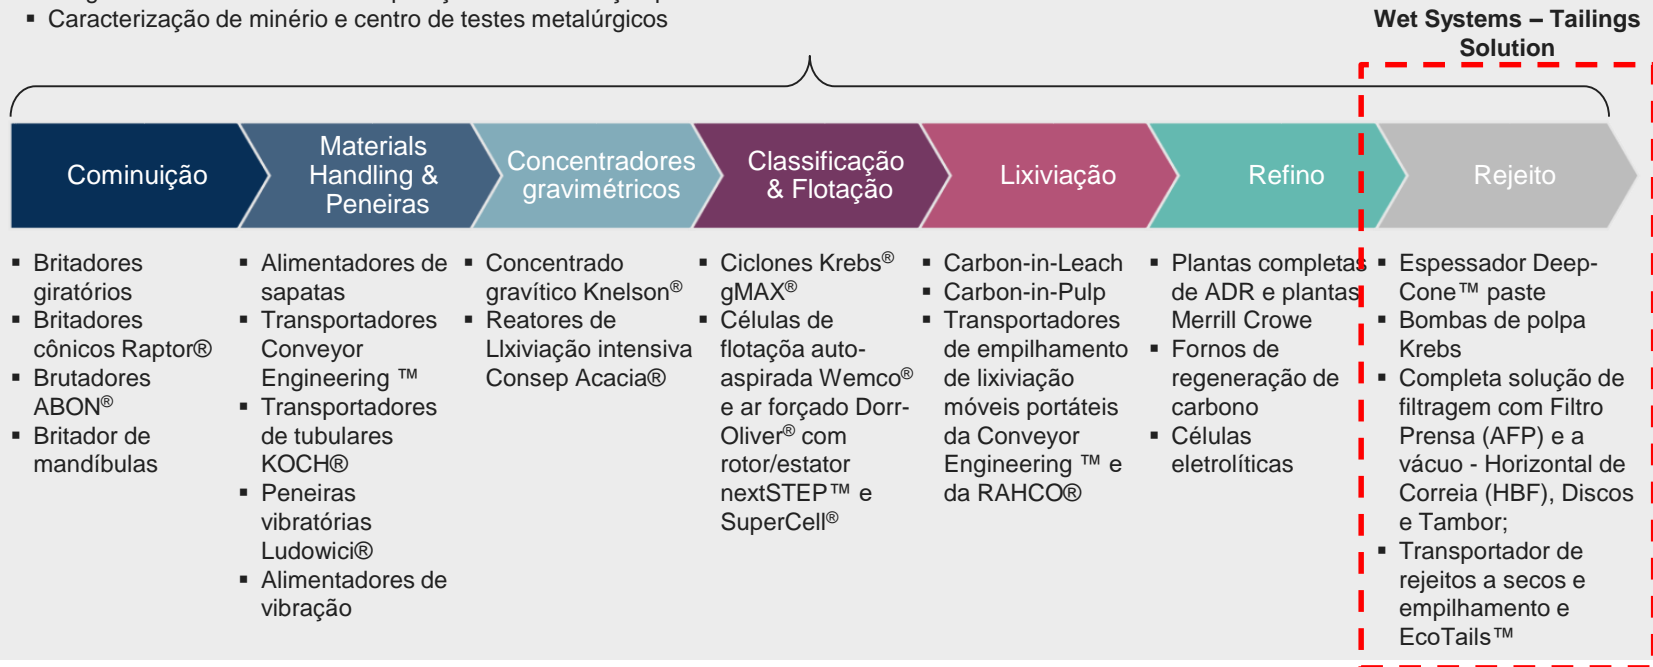 ▪ Caracterização de minério e centro de testes metalúrgicos
Wet Systems – Tailings
Solution
Cominuição
Materials
Handling &
Peneiras
Concentradores
gravimétricos
Classificação
& Flotação
Lixiviação
Refino
Rejeito
▪ Britadores
giratórios
▪ Britadores
cônicos Raptor®
▪ Brutadores
ABON®
▪ Britador de
mandíbulas
▪ Alimentadores de
sapatas
▪ Transportadores
Conveyor
Engineering ™
▪ Transportadores
de tubulares
KOCH®
▪ Peneiras
vibratórias
Ludowici®
▪ Alimentadores de
vibração
▪ Concentrado
gravítico Knelson®
▪ Reatores de
LIxiviação intensiva
Consep Acacia®
▪ Ciclones Krebs®
gMAX®
▪ Células de
flotaçõa auto-
aspirada Wemco®
e ar forçado Dorr-
Oliver® com
rotor/estator
nextSTEP™ e
SuperCell®
▪ Carbon-in-Leach
▪ Carbon-in-Pulp
▪ Transportadores
de empilhamento
de lixiviação
móveis portáteis
da Conveyor
Engineering ™ e
da RAHCO®
▪ Plantas completas
de ADR e plantas
Merrill Crowe
▪ Fornos de
regeneração de
carbono
▪ Células
eletrolíticas
▪ Espessador Deep-
Cone™ paste
▪ Bombas de polpa
Krebs
▪ Completa solução de
filtragem com Filtro
Prensa (AFP) e a
vácuo - Horizontal de
Correia (HBF), Discos
e Tambor;
▪ Transportador de
rejeitos a secos e
empilhamento e
EcoTails™